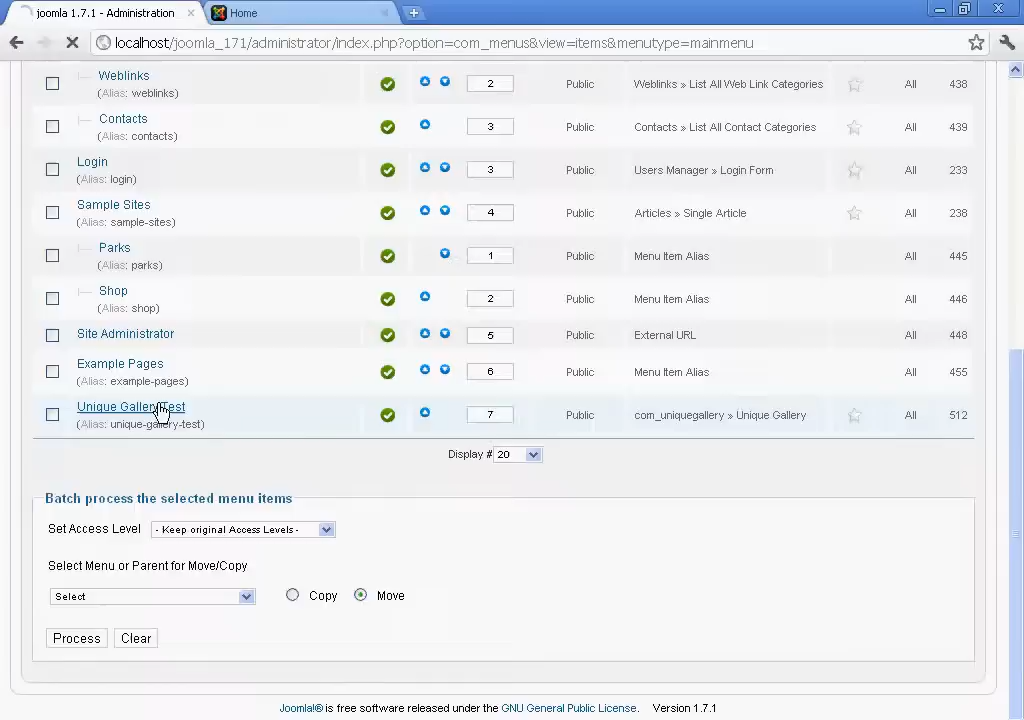 joomla 1.7.1 - Administration
Home
localhost/joomla_171/administrator/index.php?option=com_menus&view=items&menutype=mainmenu
Weblinks
(Alias: weblinks)
2
Public
Weblinks » List All Web Link Categories
All
438
Contacts
(Alias: contacts)
3
Public
Contacts » List All Contact Categories
All
439
Login
(Alias: login)
3
Public
Users Manager » Login Form
All
233
Sample Sites
(Alias: sample-sites)
4
Public
Articles » Single Article
All
238
Parks
(Alias: parks)
1
Public
Menu Item Alias
All
445
Shop
(Alias: shop)
2
Public
Menu Item Alias
All
446
Site Administrator
5
Public
External URL
All
448
Example Pages
(Alias: example-pages)
6
Public
Menu Item Alias
All
455
Unique Gallery Test
(Alias: unique-gallery-test)
7
Public
com_uniquegallery » Unique Gallery
All
512
Display # 20
Batch process the selected menu items
Set Access Level - Keep original Access Levels -
Select Menu or Parent for Move/Copy
Select Copy Move
Process Clear
Joomla!® is free software released under the GNU General Public License. Version 1.7.1